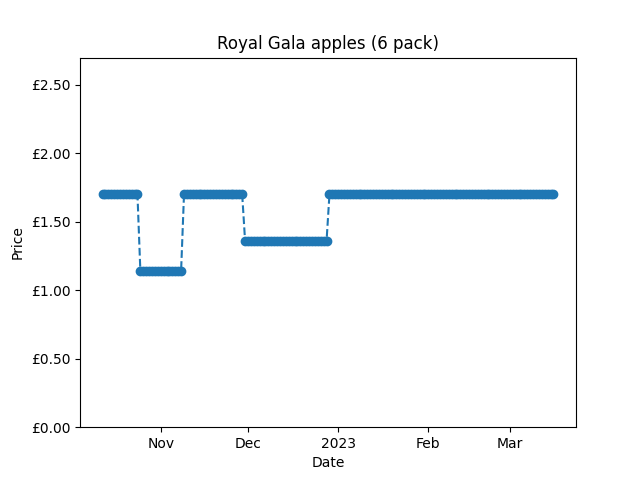 Royal Gala apples (6 pack)
£2.50
£2.00
£1.50
£1.00
£0.50
£0.00
Price
Nov Dec 2023 Feb Mar
Date